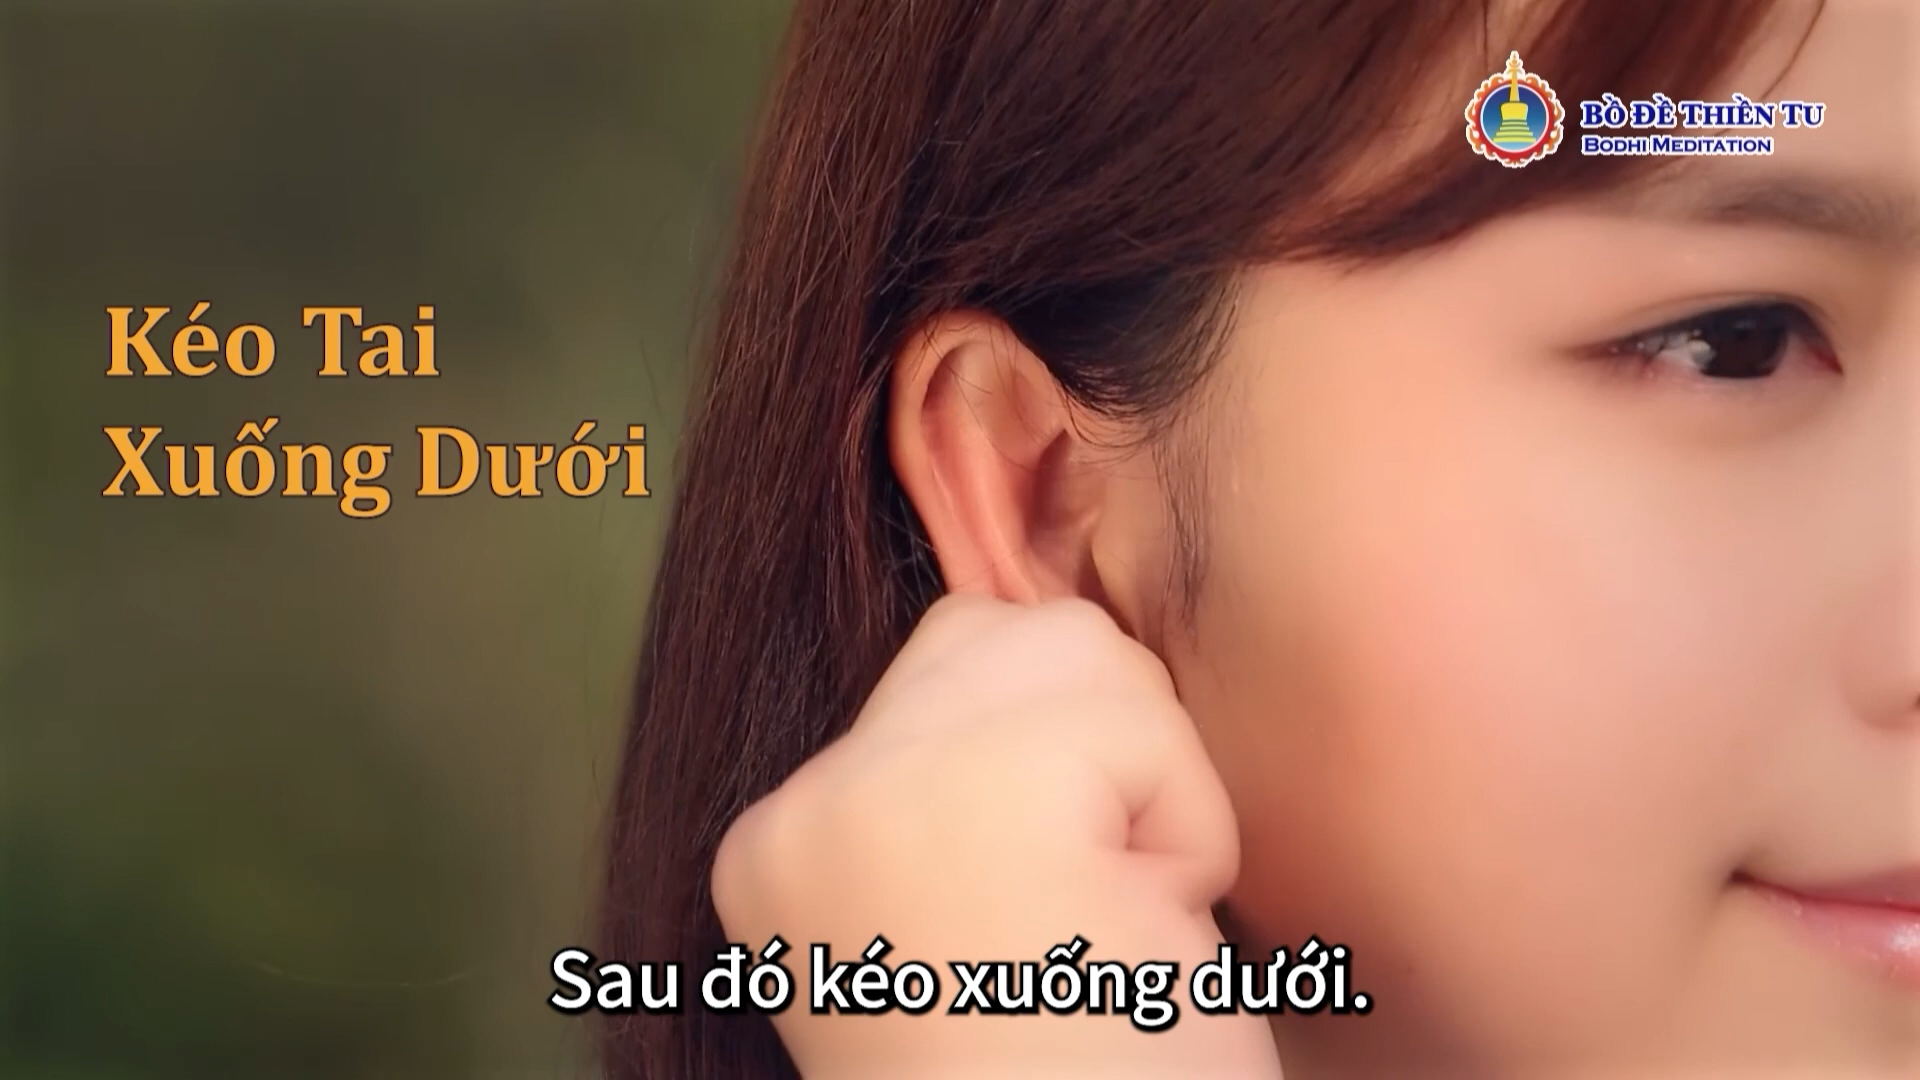 BỒ ĐỀ THIỀN TU
BODHI MEDITATION
Kéo Tai
Xuống Dưới
Sau đó kéo xuống dưới.